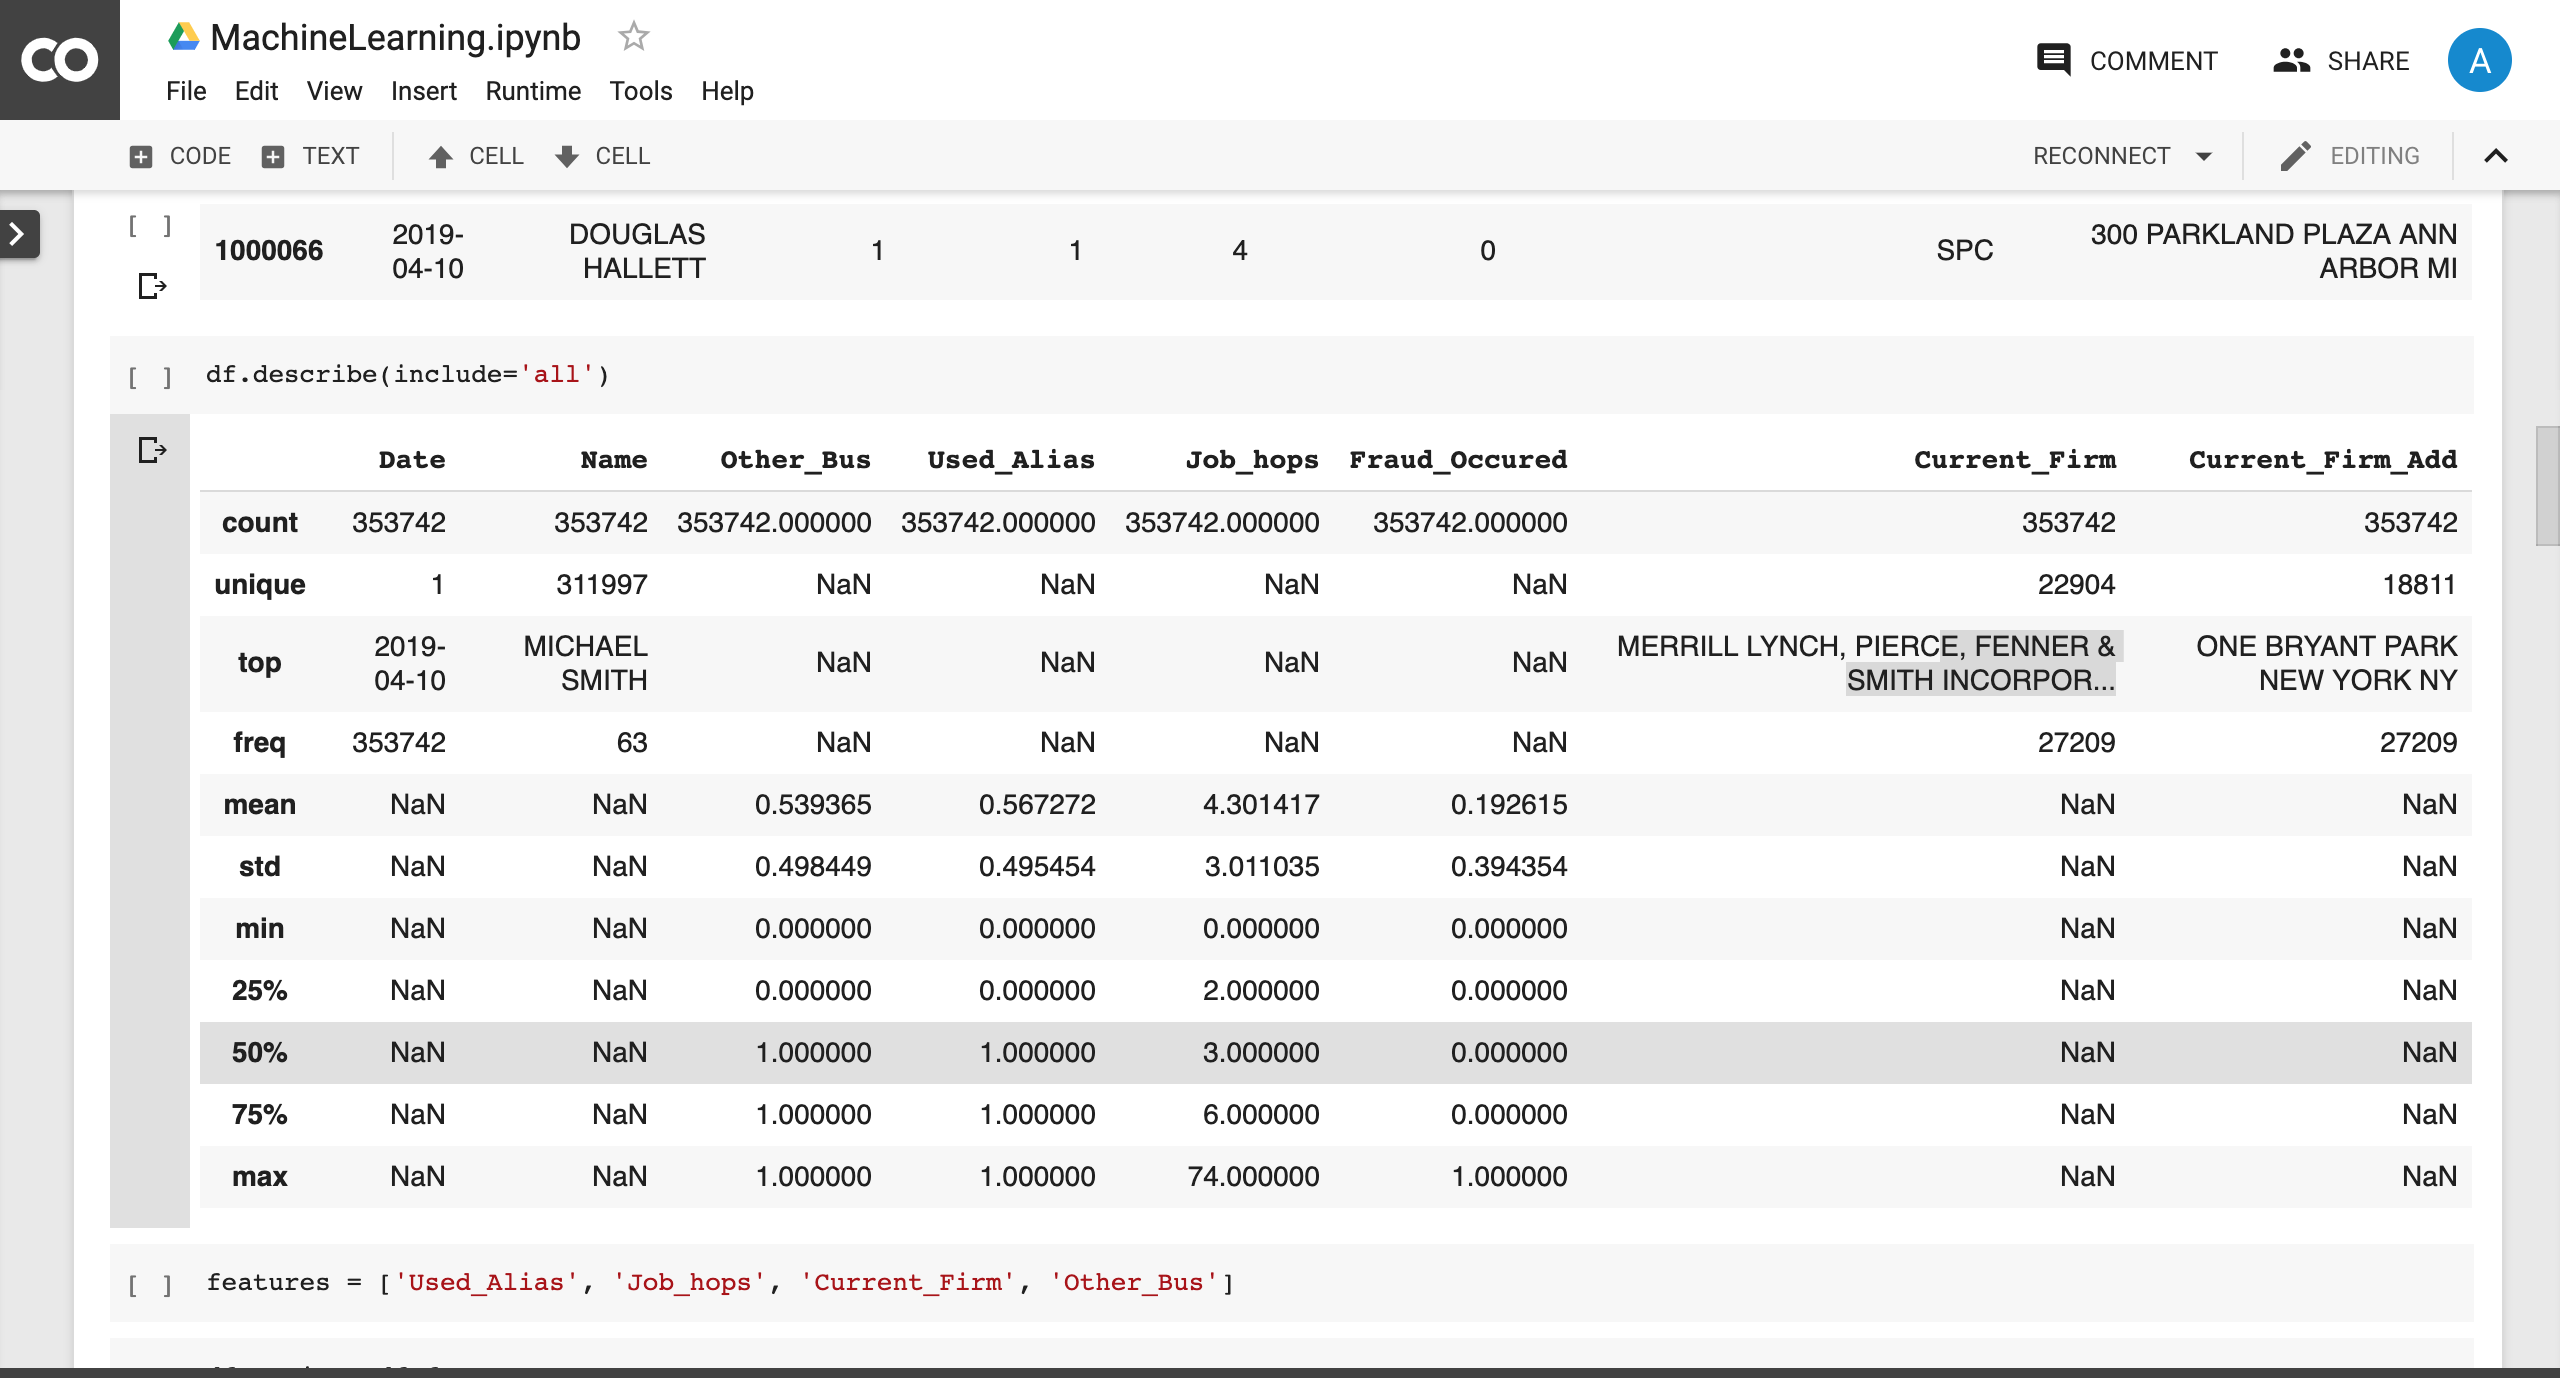 CO MachineLearning.ipynb
File Edit View Insert Runtime Tools Help
COMMENT SHARE A
CODE TEXT CELL CELL RECONNECT EDITING
[ ] 1000066 2019-04-10 DOUGLAS HALLETT 1 1 4 0 SPC 300 PARKLAND PLAZA ANN ARBOR MI
[ ] df.describe(include='all')
Date Name Other_Bus Used_Alias Job_hops Fraud_Occured Current_Firm Current_Firm_Add
count 353742 353742 353742.000000 353742.000000 353742.000000 353742.000000 353742 353742
unique 1 311997 NaN NaN NaN NaN 22904 18811
top 2019-04-10 MICHAEL SMITH NaN NaN NaN NaN MERRILL LYNCH, PIERCE, FENNER & SMITH INCORPOR... ONE BRYANT PARK NEW YORK NY
freq 353742 63 NaN NaN NaN NaN 27209 27209
mean NaN NaN 0.539365 0.567272 4.301417 0.192615 NaN NaN
std NaN NaN 0.498449 0.495454 3.011035 0.394354 NaN NaN
min NaN NaN 0.000000 0.000000 0.000000 0.000000 NaN NaN
25% NaN NaN 0.000000 0.000000 2.000000 0.000000 NaN NaN
50% NaN NaN 1.000000 1.000000 3.000000 0.000000 NaN NaN
75% NaN NaN 1.000000 1.000000 6.000000 0.000000 NaN NaN
max NaN NaN 1.000000 1.000000 74.000000 1.000000 NaN NaN
[ ] features = ['Used_Alias', 'Job_hops', 'Current_Firm', 'Other_Bus']